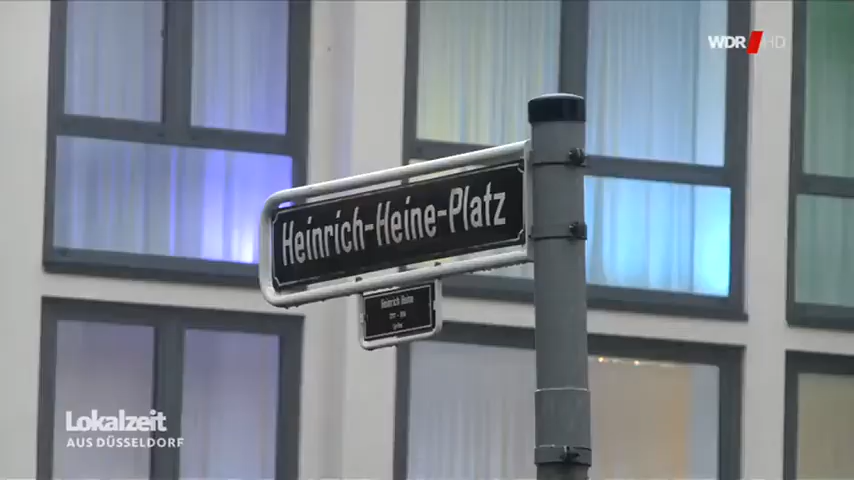 WDR HD
Heinrich-Heine-Platz
Heinrich Heine
Lokalzeit
AUS DÜSSELDORF